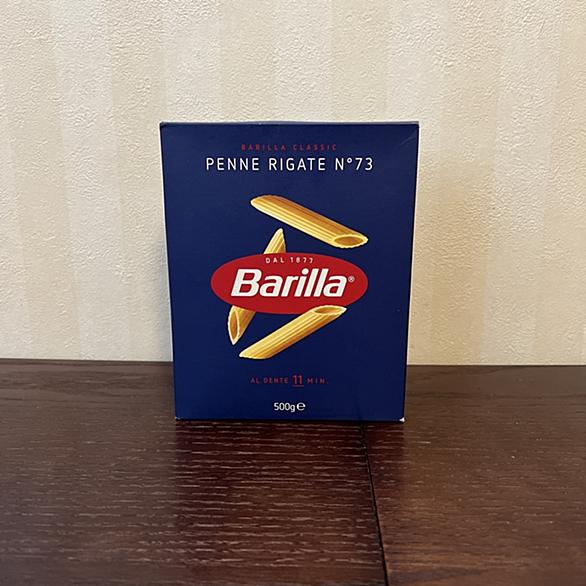 BARILLA CLASSIC
PENNE RIGATE N°73
DAL 1877
Barilla®
AL DENTE 11 MIN.
500g ℮